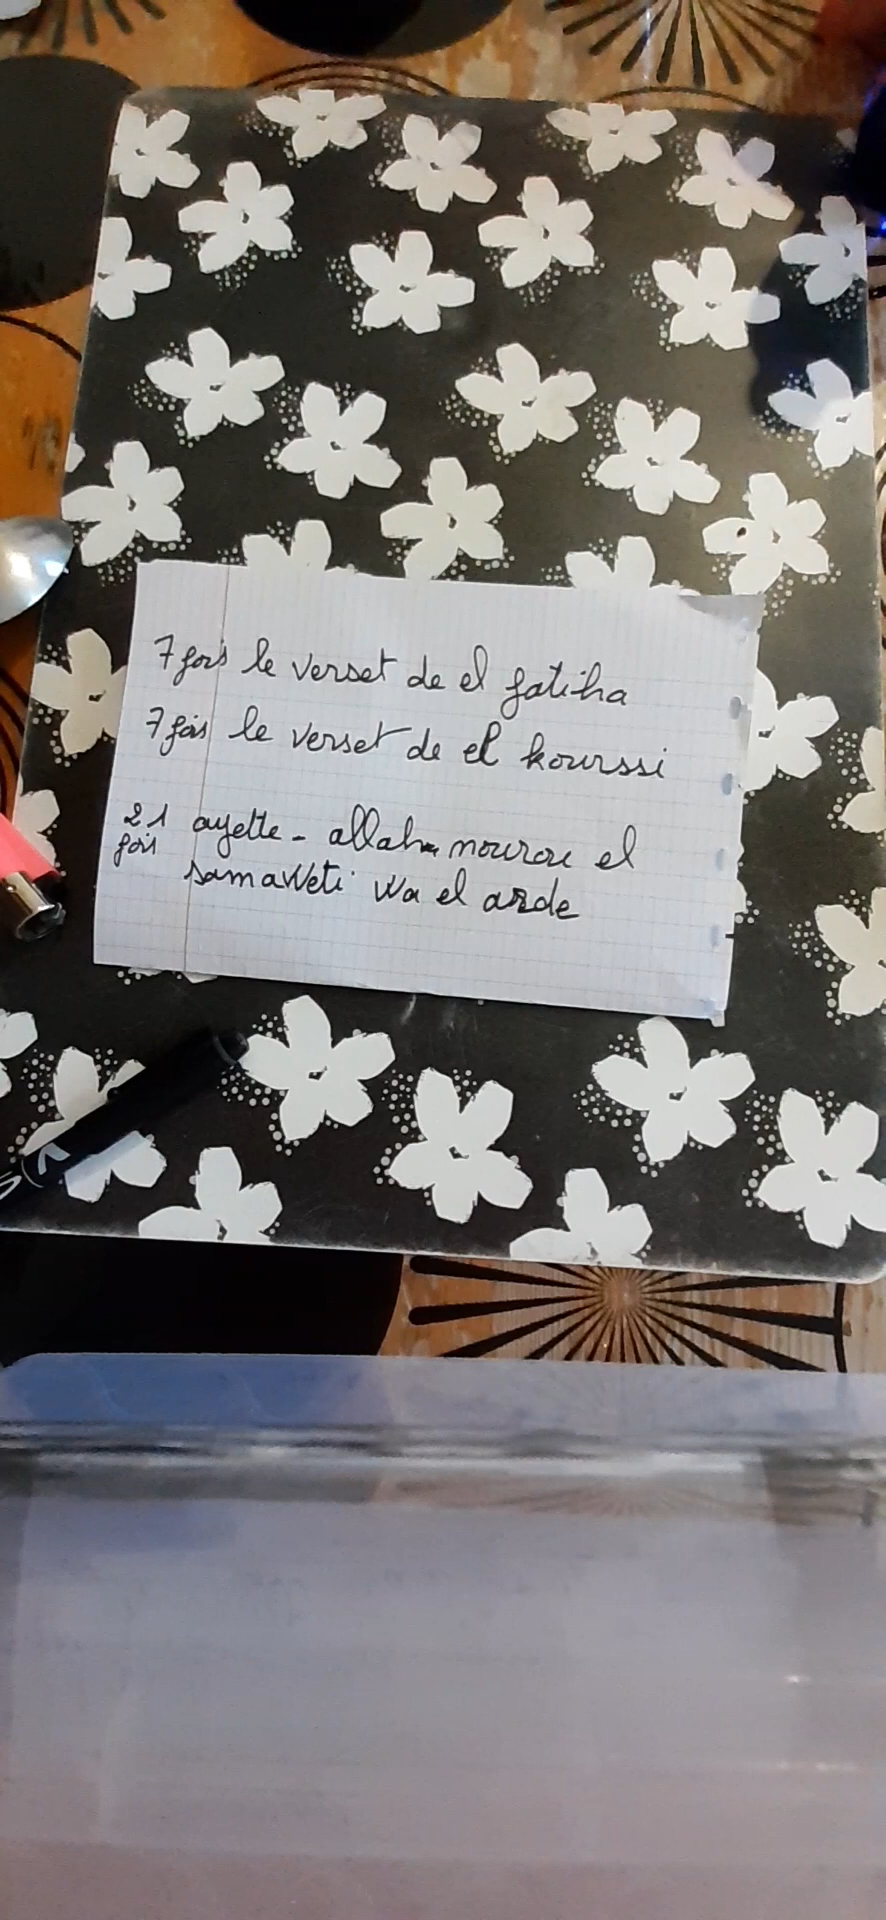 7 fois le verset de el fatiha
7 fois le verset de el kourssi
21 fois ayette - allah nourou el
samaweti wa el arde